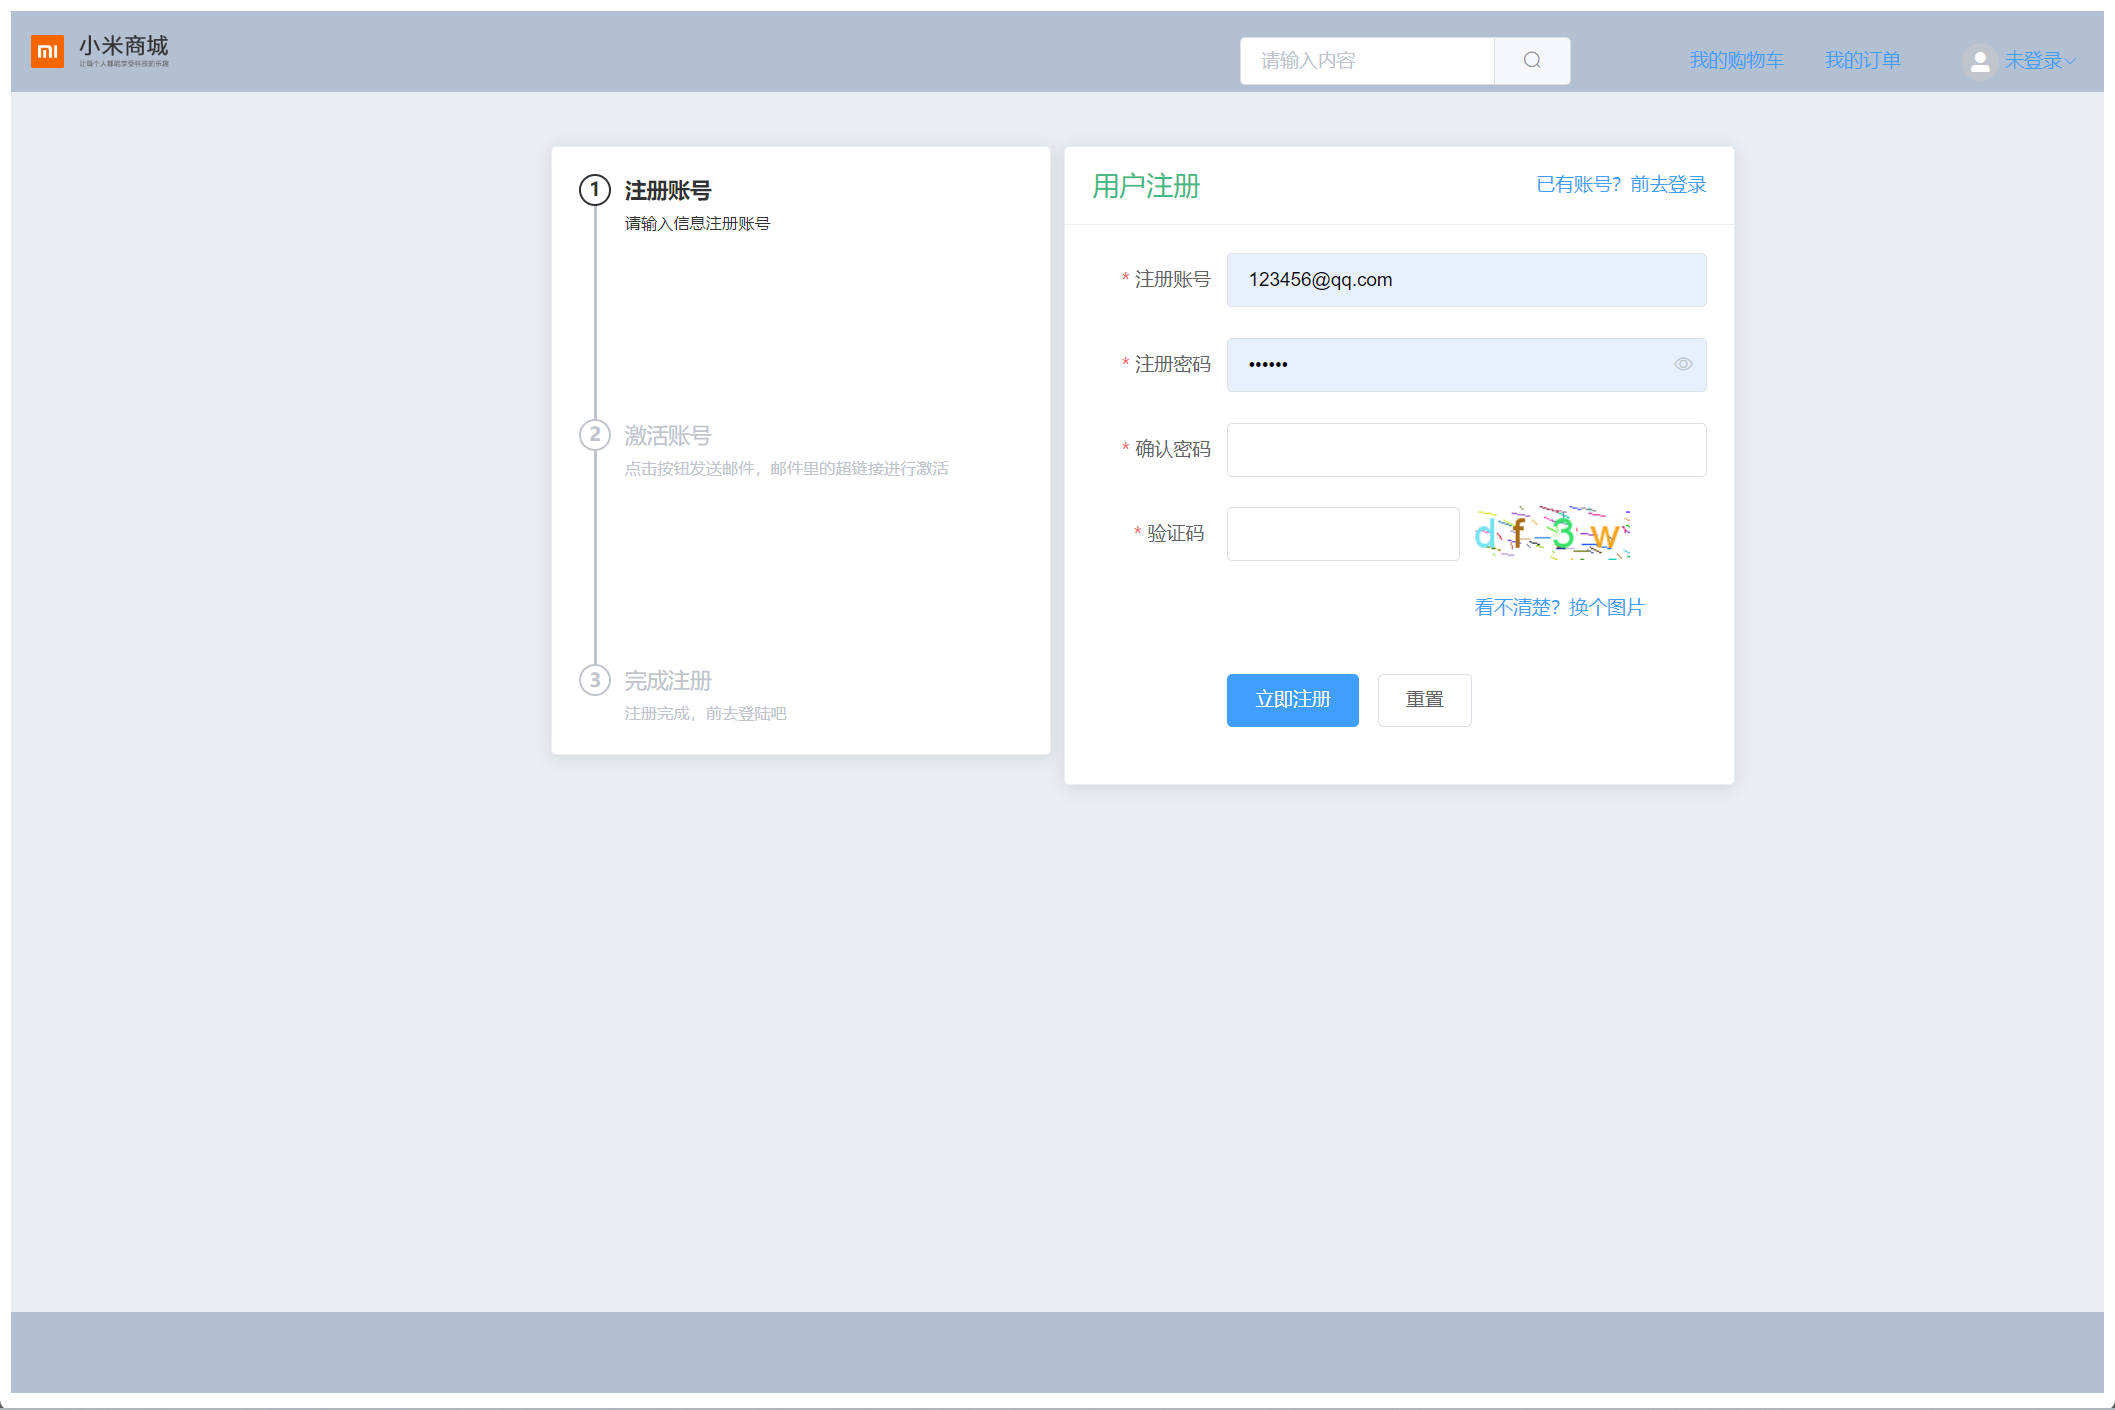 小米商城
让每个人都能享受科技的乐趣
请输入内容
我的购物车
我的订单
未登录
1 注册账号
请输入信息注册账号
2 激活账号
点击按钮发送邮件，邮件里的超链接进行激活
3 完成注册
注册完成，前去登陆吧
用户注册
已有账号？前去登录
* 注册账号 123456@qq.com
* 注册密码 ••••••
* 确认密码
* 验证码 df3w
看不清楚？换个图片
立即注册
重置